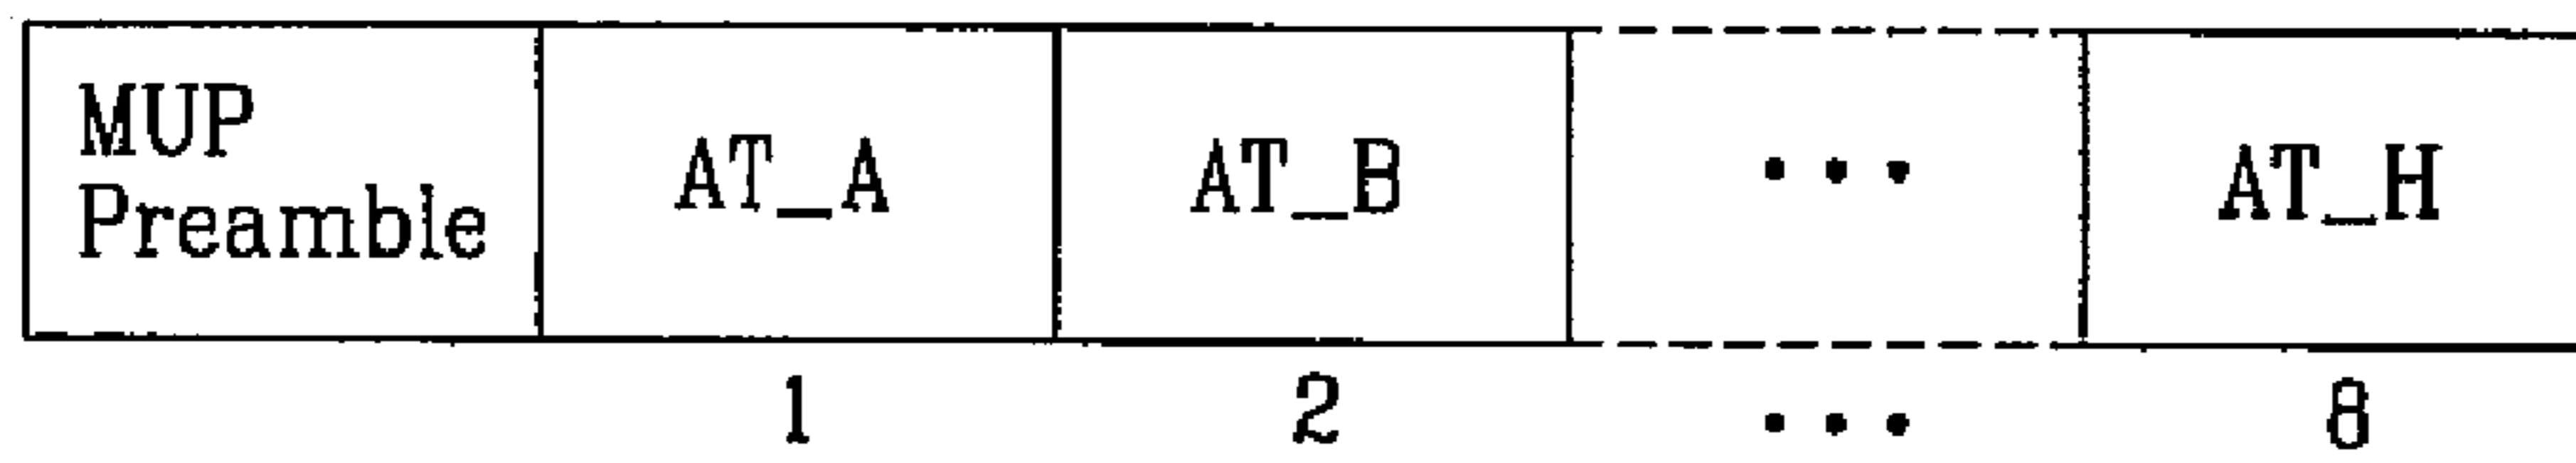 MUP
Preamble
AT_A
AT_B
• • •
AT_H
1
2
• • •
8